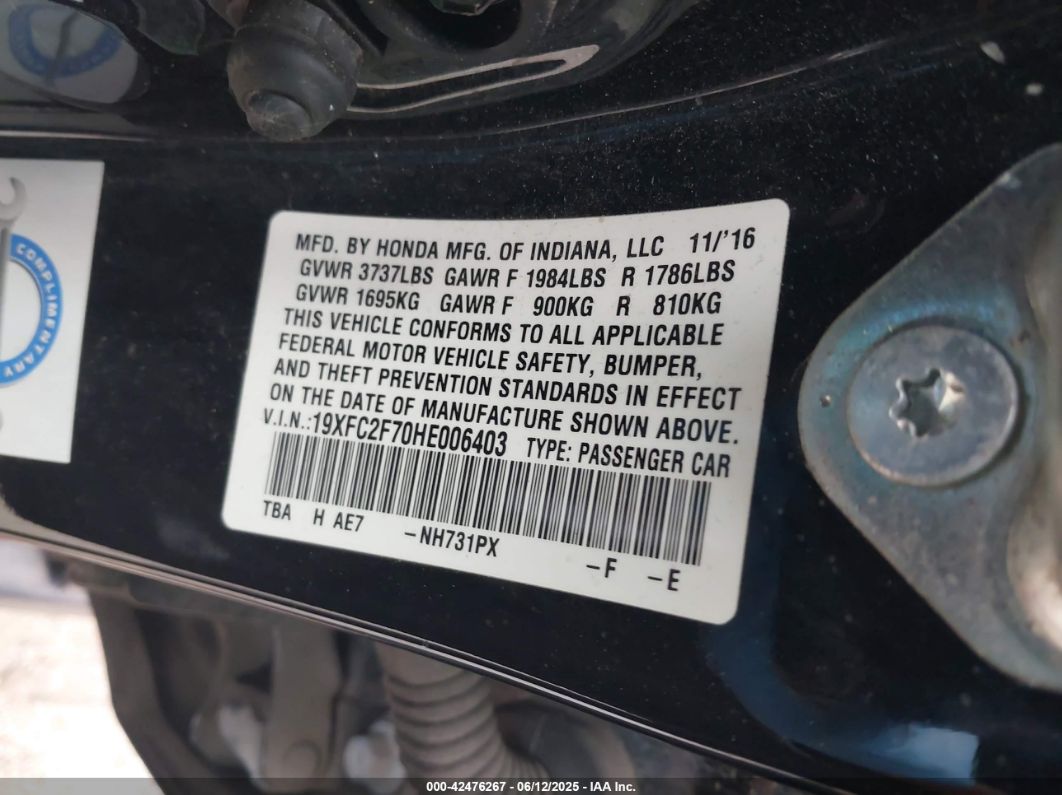 COMPLIMENTARY
MFD. BY HONDA MFG. OF INDIANA, LLC 11/'16
GVWR 3737LBS GAWR F 1984LBS R 1786LBS
GVWR 1695KG GAWR F 900KG R 810KG
THIS VEHICLE CONFORMS TO ALL APPLICABLE
FEDERAL MOTOR VEHICLE SAFETY, BUMPER,
AND THEFT PREVENTION STANDARDS IN EFFECT
ON THE DATE OF MANUFACTURE SHOWN ABOVE.
V.I.N.:19XFC2F70HE006403 TYPE: PASSENGER CAR
TBA H AE7 -NH731PX -F -E
000-42476267 - 06/12/2025 - IAA Inc.